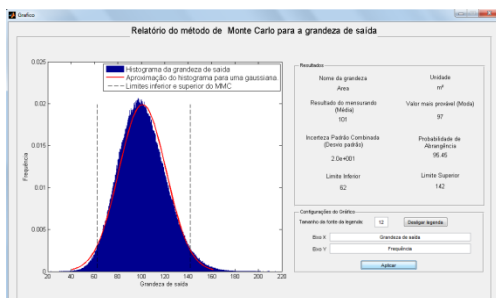 Grafico
Relatório do método de Monte Carlo para a grandeza de saída
Histograma da grandeza de saída
Aproximação do histograma para uma gaussiana
Limites inferior e superior do MMC
0.025
0.02
0.015
0.01
0.005
0
Frequência
20 40 60 80 100 120 140 160 180 200 220
Grandeza de saída
Resultados
Nome da grandeza
Area
Unidade
m²
Resultado do mensurando
(Média)
101
Valor mais provável (Moda)
97
Incerteza Padrão Combinada
(Desvio padrão)
2.0e+001
Probabilidade de
Abrangência
95.45
Limite Inferior
62
Limite Superior
142
Configurações do Gráfico
Tamanho da fonte da legenda 12 Desligar legenda
Eixo X Grandeza de saída
Eixo Y Frequência
Aplicar